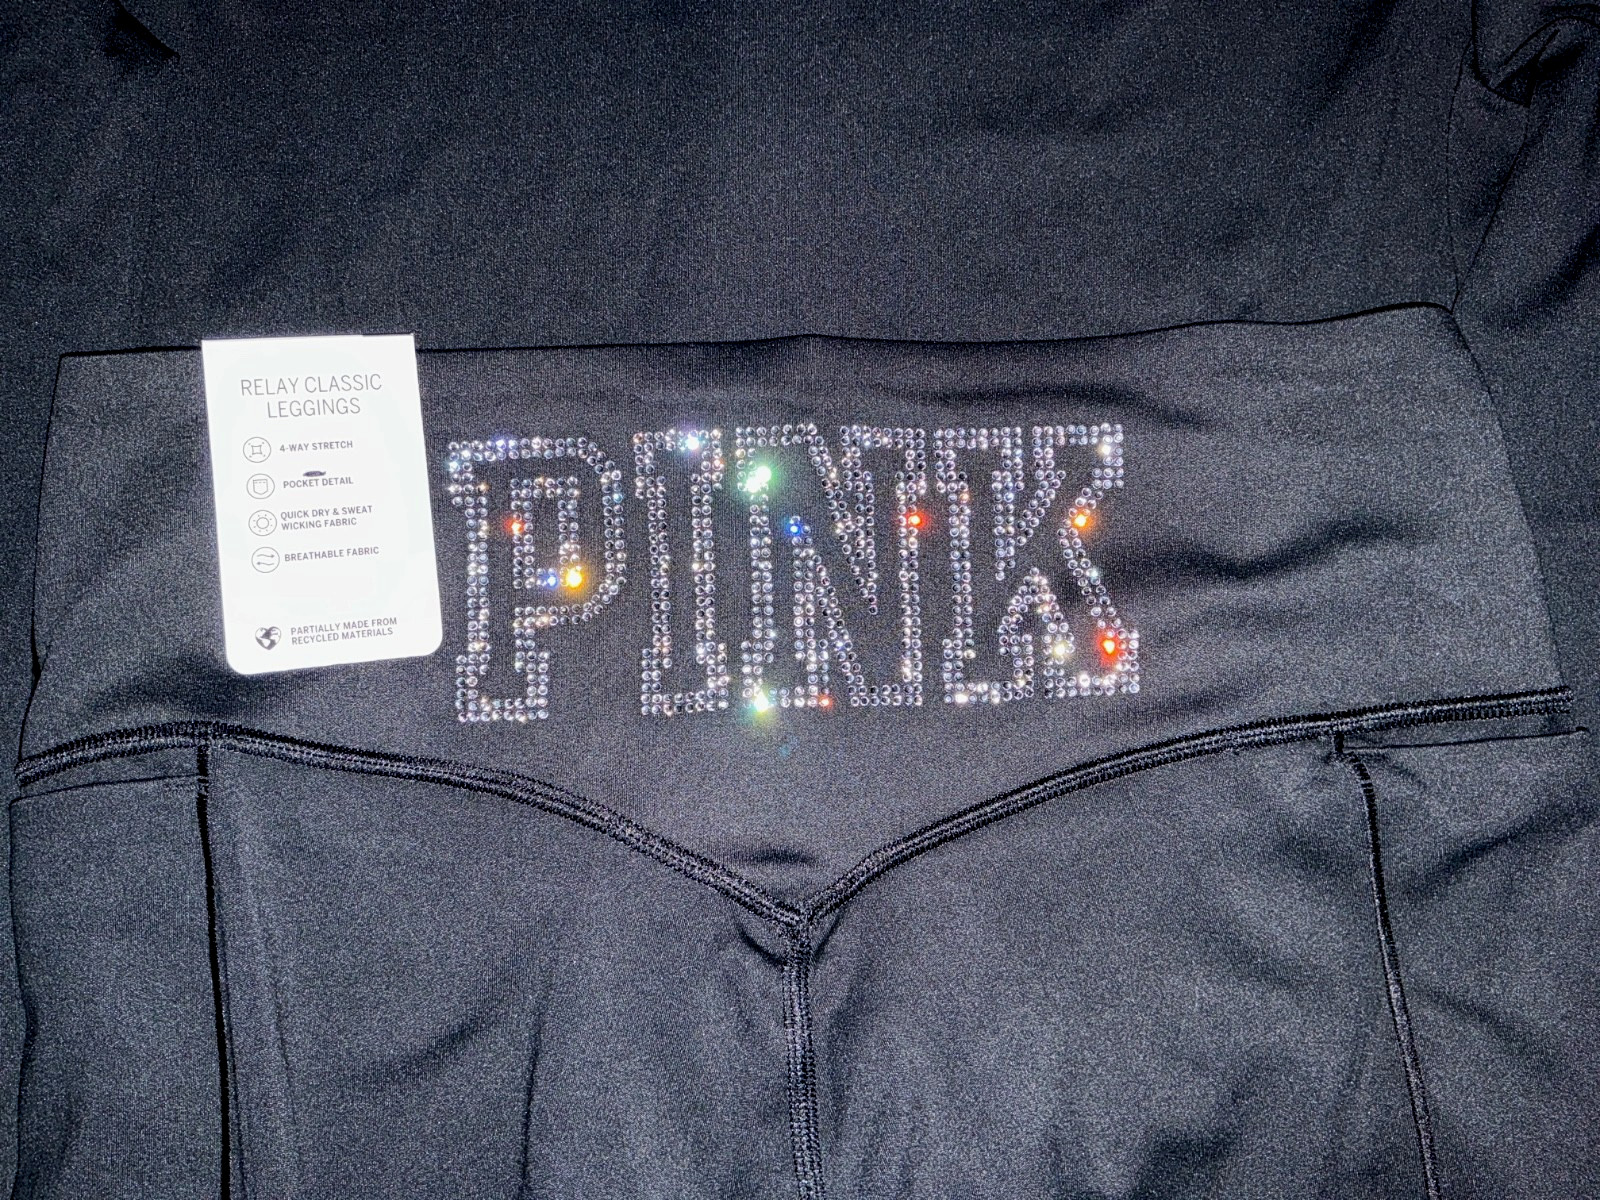 RELAY CLASSIC
LEGGINGS
4-WAY STRETCH
POCKET DETAIL
QUICK DRY & SWEAT
WICKING FABRIC
BREATHABLE FABRIC
PARTIALLY MADE FROM
RECYCLED MATERIALS
PINK